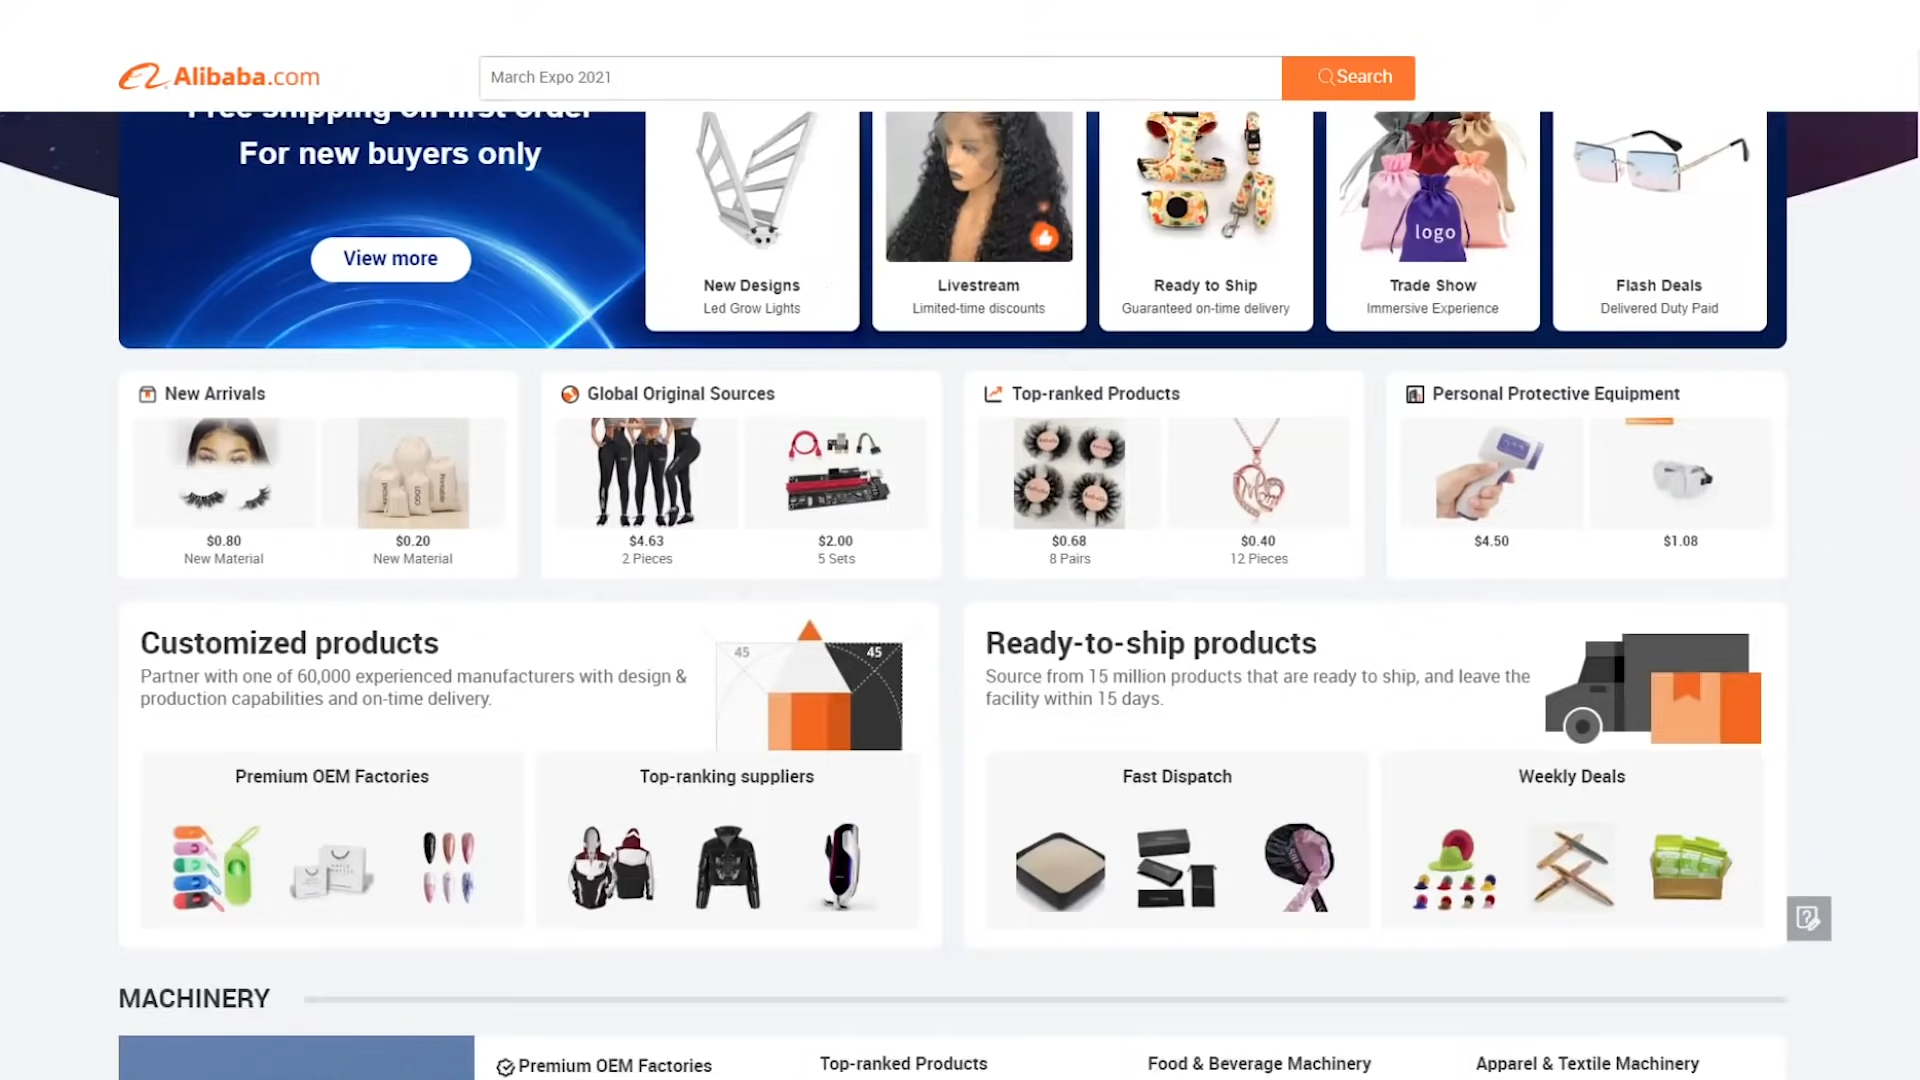 Alibaba.com
March Expo 2021
Search
Free shipping on first order
For new buyers only
View more
logo
New Designs
Led Grow Lights
Livestream
Limited-time discounts
Ready to Ship
Guaranteed on-time delivery
Trade Show
Immersive Experience
Flash Deals
Delivered Duty Paid
New Arrivals
$0.80
New Material
$0.20
New Material
Global Original Sources
$4.63
2 Pieces
$2.00
5 Sets
Top-ranked Products
Mom
$0.68
8 Pairs
$0.40
12 Pieces
Personal Protective Equipment
$4.50
$1.08
Customized products
Partner with one of 60,000 experienced manufacturers with design &
production capabilities and on-time delivery.
45
45
Premium OEM Factories
Top-ranking suppliers
Ready-to-ship products
Source from 15 million products that are ready to ship, and leave the
facility within 15 days.
Fast Dispatch
Weekly Deals
MACHINERY
Premium OEM Factories
Top-ranked Products
Food & Beverage Machinery
Apparel & Textile Machinery